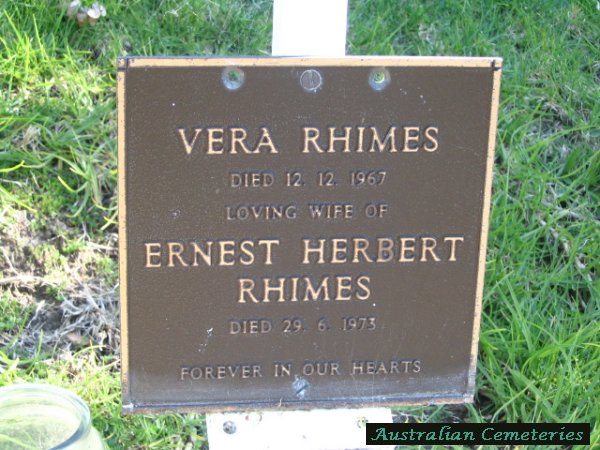 VERA RHIMES
DIED 12. 12. 1967
LOVING WIFE OF
ERNEST HERBERT
RHIMES
DIED 29. 6. 1973
FOREVER IN OUR HEARTS
Australian Cemeteries